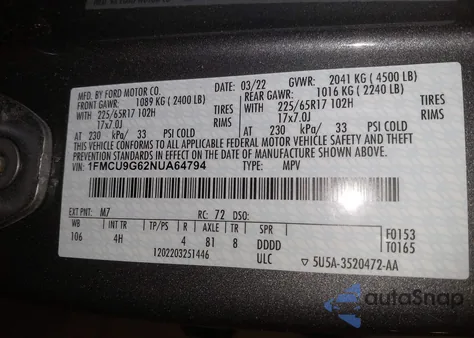 MFD. BY FORD MOTOR CO.
DATE: 03/22 GVWR: 2041 KG ( 4500 LB)
FRONT GAWR: 1089 KG ( 2400 LB) REAR GAWR: 1016 KG ( 2240 LB)
WITH 225/65R17 102H TIRES WITH 225/65R17 102H TIRES
17x7.0J RIMS 17x7.0J RIMS
AT 230 kPa/ 33 PSI COLD AT 230 kPa/ 33 PSI COLD
THIS VEHICLE CONFORMS TO ALL APPLICABLE FEDERAL MOTOR VEHICLE SAFETY AND THEFT
PREVENTION STANDARDS IN EFFECT ON THE DATE OF MANUFACTURE SHOWN ABOVE.
VIN: 1FMCU9G62NUA64794 TYPE: MPV
EXT PNT: M7 RC: 72 DSO:
WB INT TR TP/PS R AXLE TR SPR F0153
106 4H 4 81 8 DDDD T0165
1202203251446 ULC 5U5A-3520472-AA
autoSnap